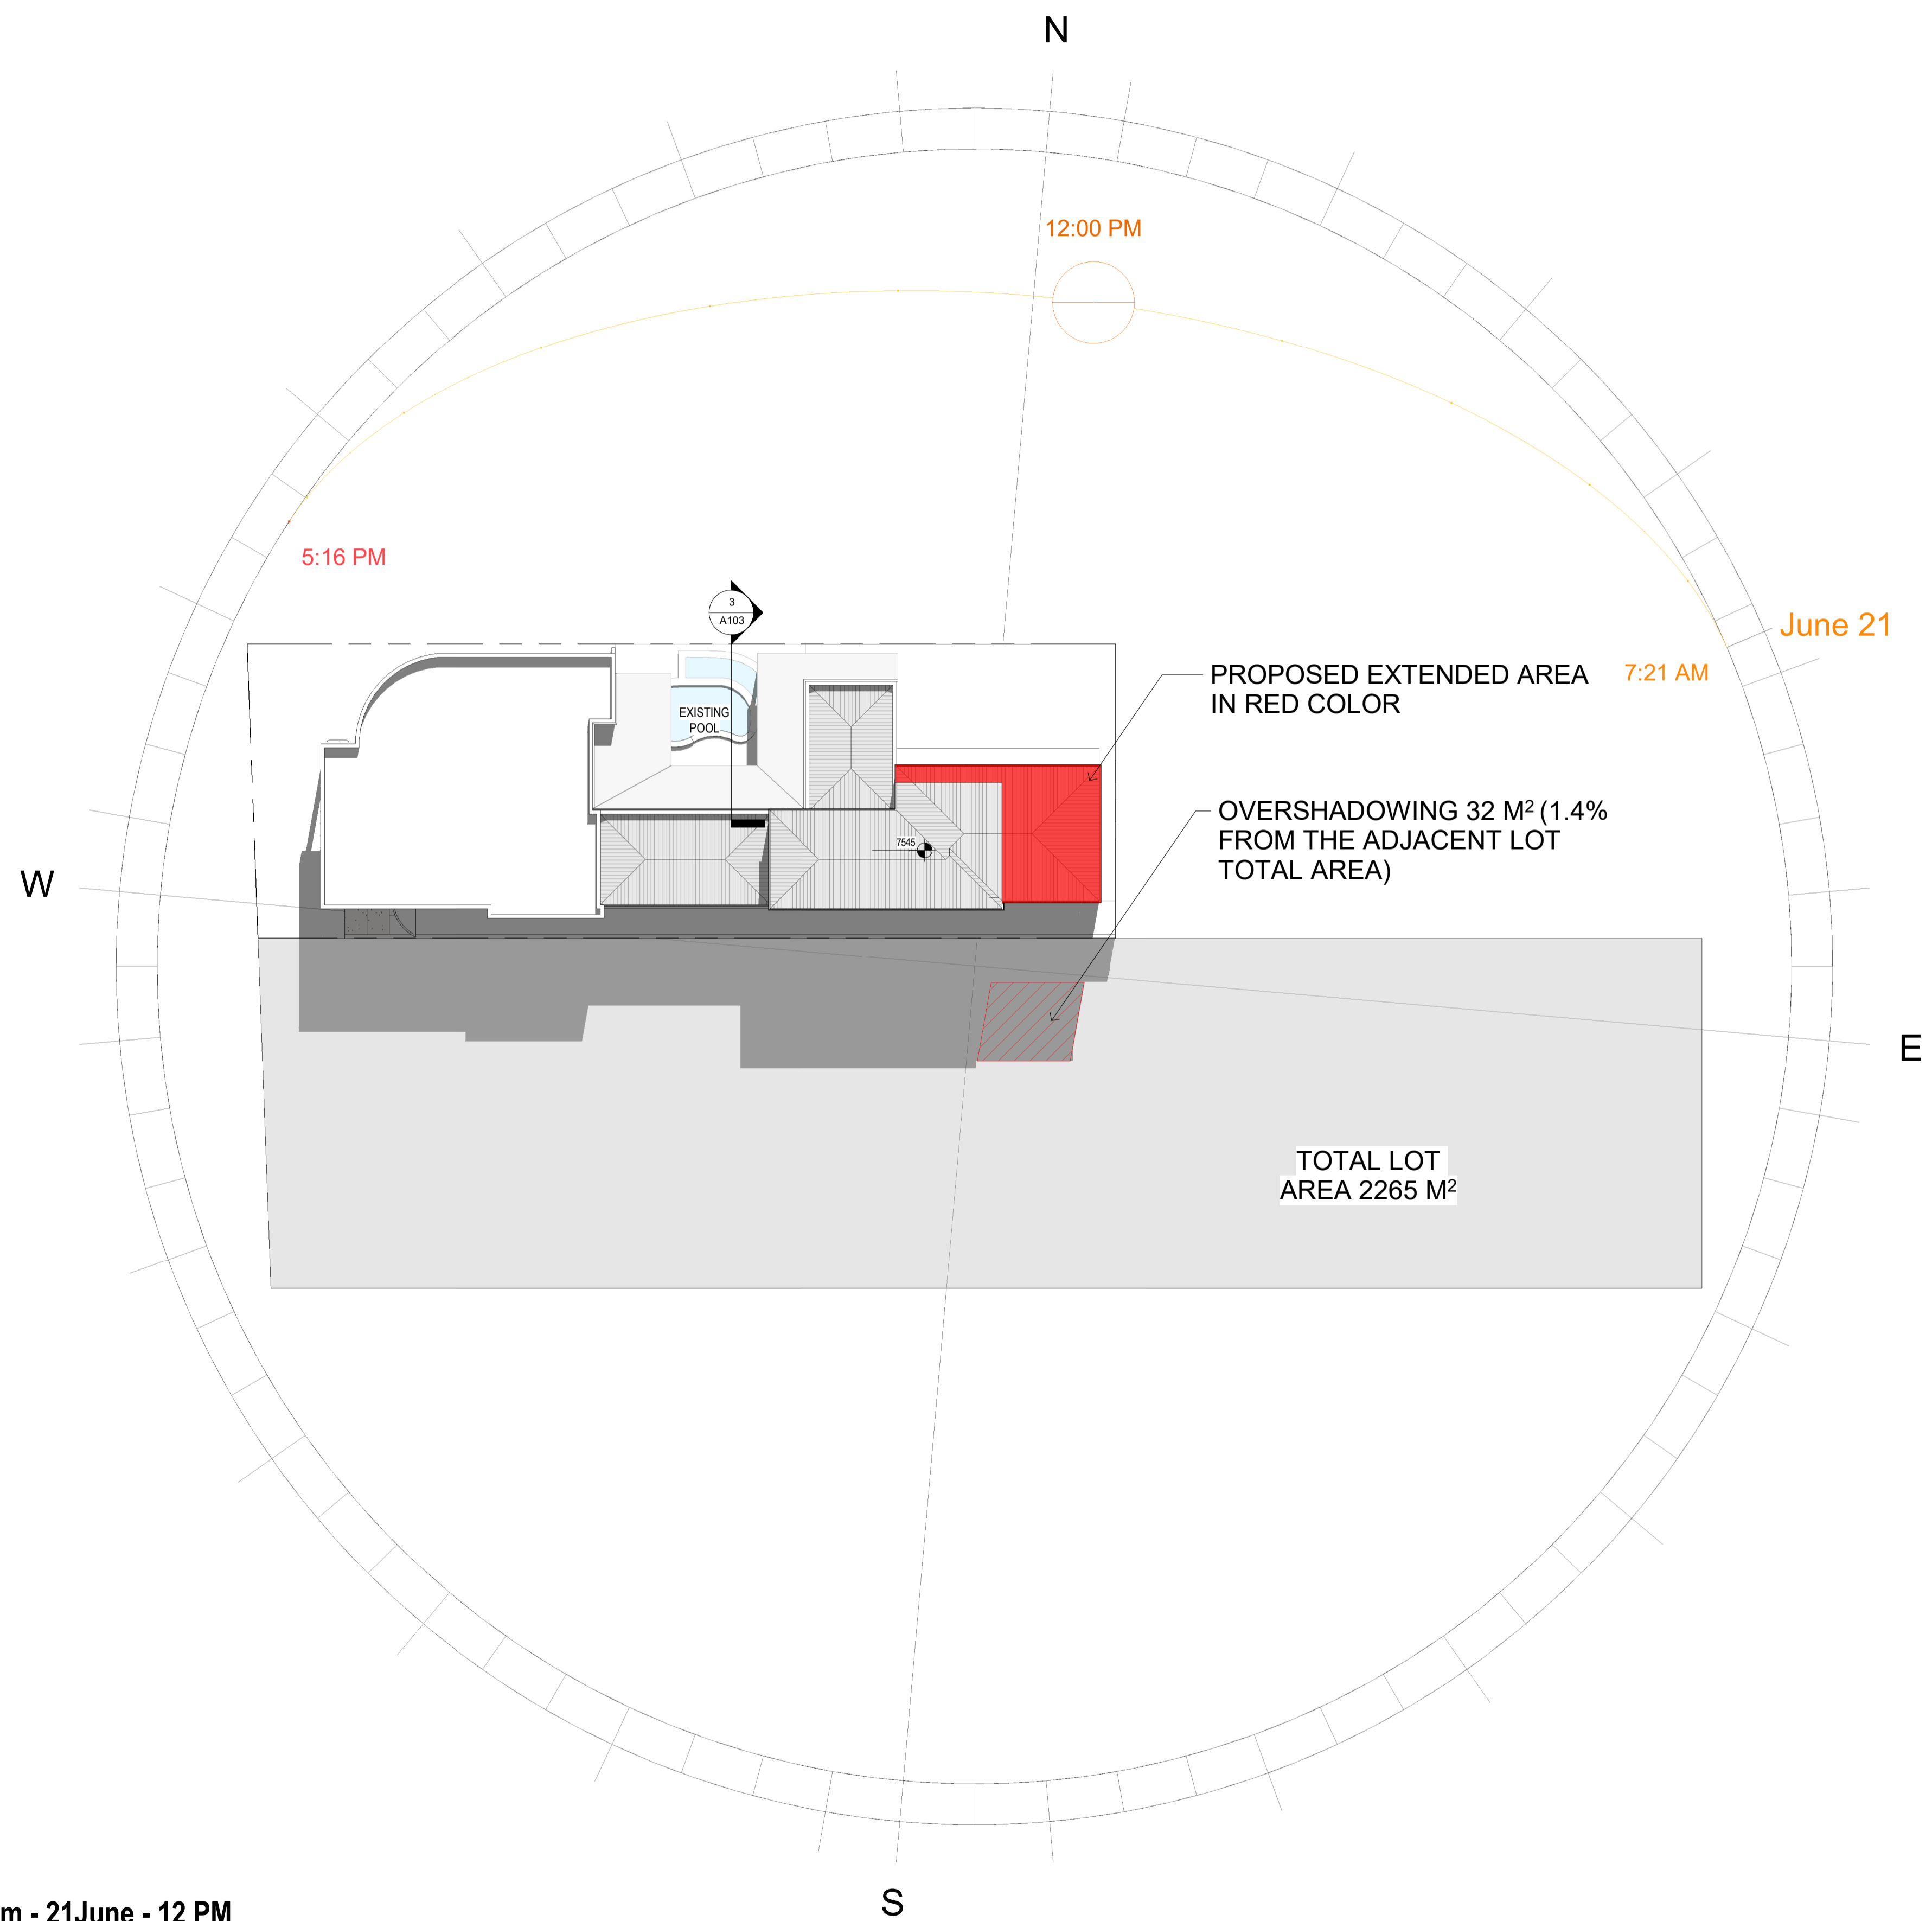 N
12:00 PM
5:16 PM
3
A103
June 21
7:21 AM
PROPOSED EXTENDED AREA
IN RED COLOR
EXISTING
POOL
OVERSHADOWING 32 M² (1.4%
FROM THE ADJACENT LOT
TOTAL AREA)
7545
W
E
TOTAL LOT
AREA 2265 M²
S
m - 21June - 12 PM